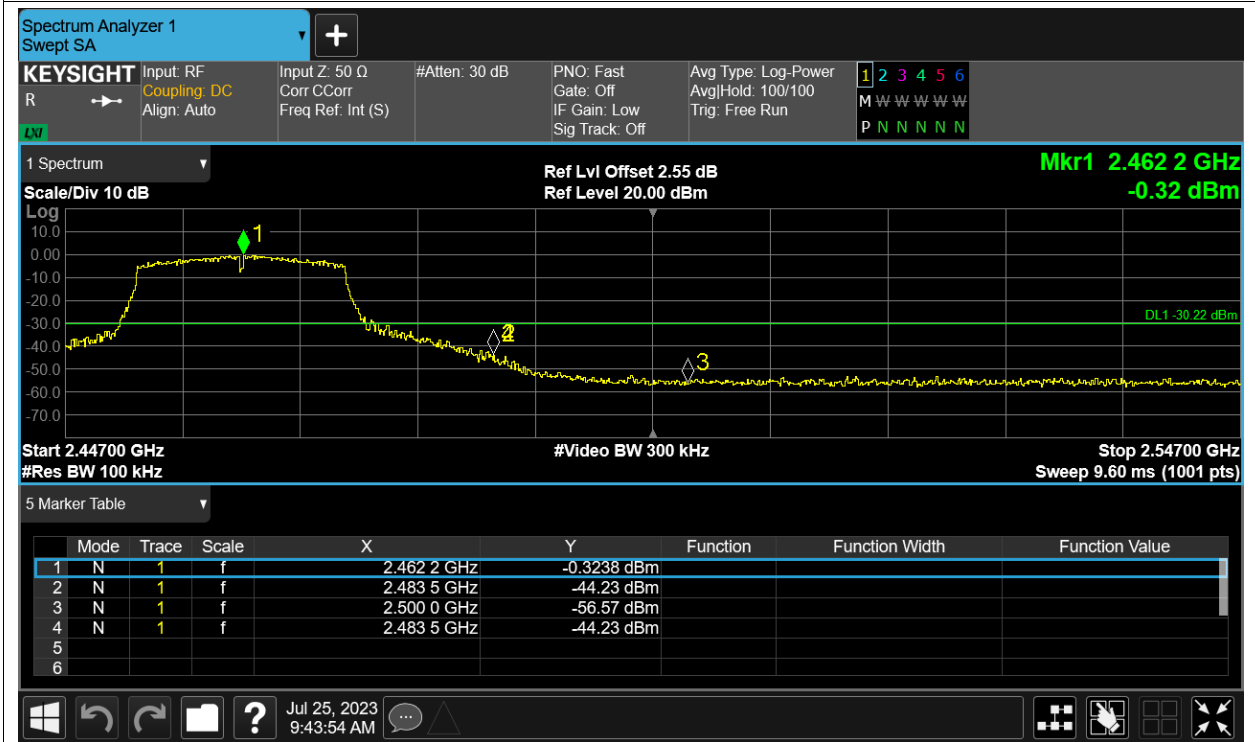 Spectrum Analyzer 1
Swept SA
KEYSIGHT
R
LXI
Input: RF
Coupling: DC
Align: Auto
Input Z: 50 Ω
Corr CCorr
Freq Ref: Int (S)
#Atten: 30 dB
PNO: Fast
Gate: Off
IF Gain: Low
Sig Track: Off
Avg Type: Log-Power
Avg|Hold: 100/100
Trig: Free Run
1 2 3 4 5 6
M W W W W W
P N N N N N
1 Spectrum
Scale/Div 10 dB
Ref Lvl Offset 2.55 dB
Ref Level 20.00 dBm
Mkr1 2.462 2 GHz
-0.32 dBm
Log
10.0
0.00
-10.0
-20.0
-30.0
-40.0
-50.0
-60.0
-70.0
1
2
3
DL1 -30.22 dBm
Start 2.44700 GHz
#Video BW 300 kHz
Stop 2.54700 GHz
#Res BW 100 kHz
Sweep 9.60 ms (1001 pts)
5 Marker Table
Mode Trace Scale X Y Function Function Width Function Value
1 N 1 f 2.462 2 GHz -0.3238 dBm
2 N 1 f 2.483 5 GHz -44.23 dBm
3 N 1 f 2.500 0 GHz -56.57 dBm
4 N 1 f 2.483 5 GHz -44.23 dBm
5
6
?
Jul 25, 2023
9:43:54 AM